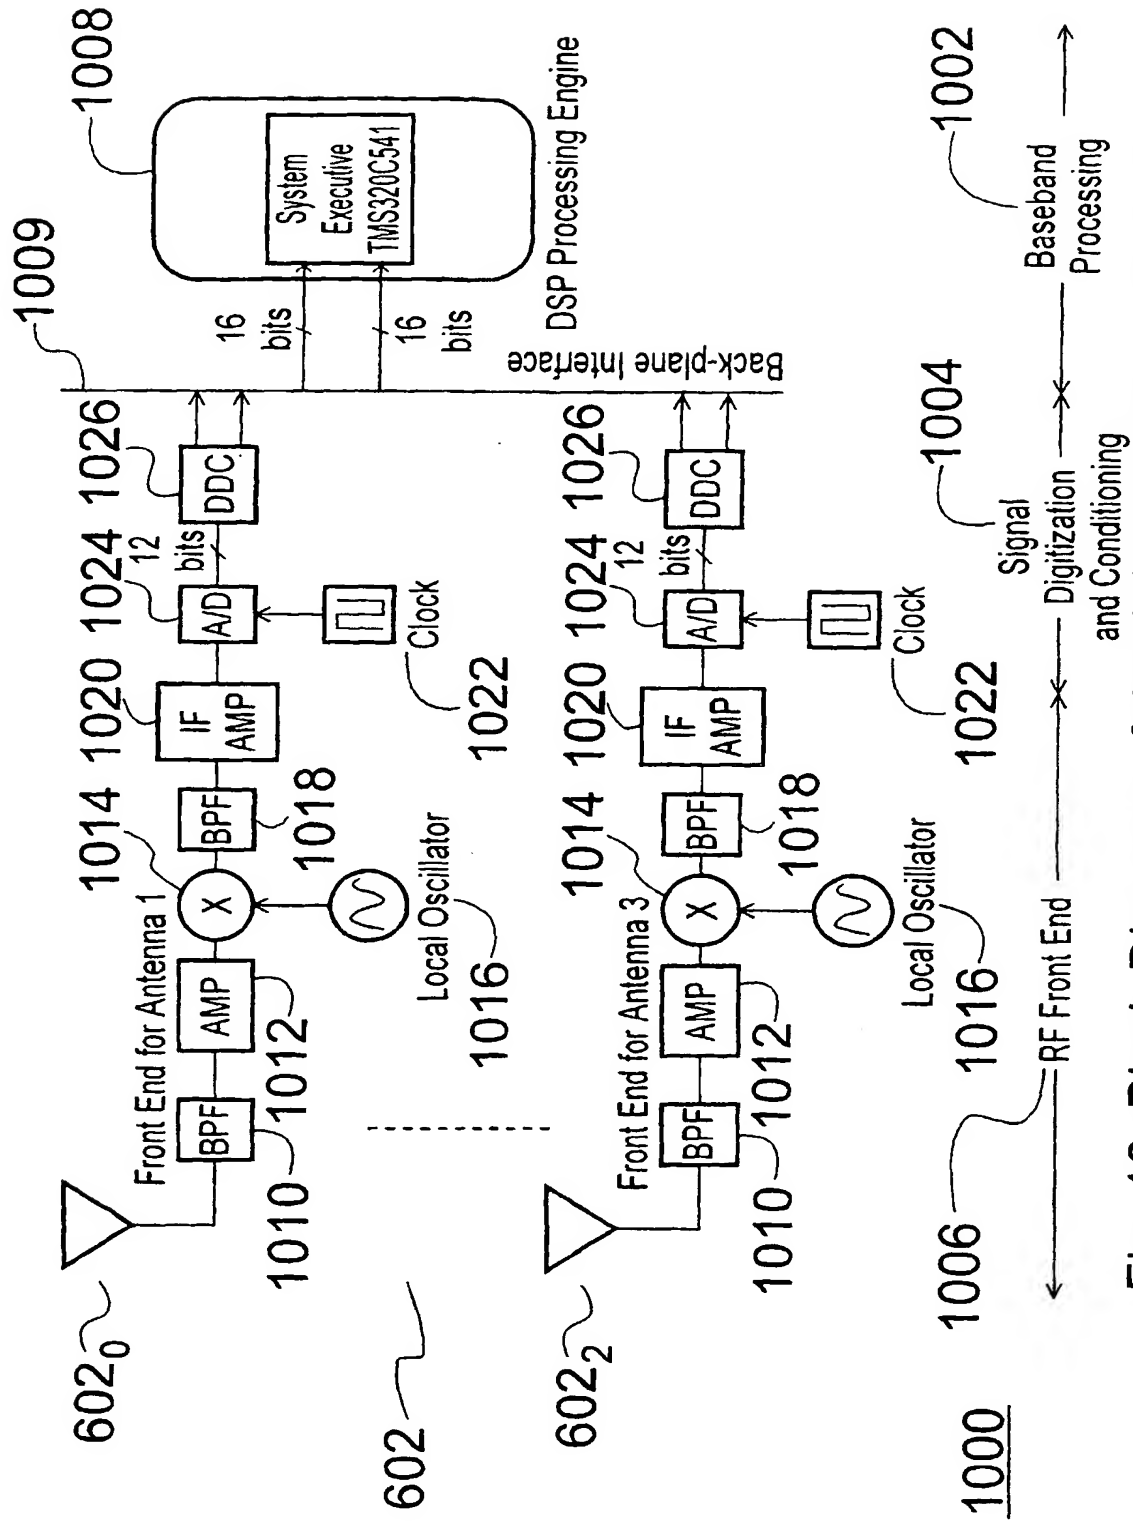 1009
1008
1026
1024
1020
1014
12
bits
16
bits
System
Executive
TMS320C541
DDC
A/D
IF
AMP
BPF
X
AMP
BPF
Front End for Antenna 1
602₀
1010
1012
1018
Clock
1022
Local Oscillator
1016
16
bits
DSP Processing Engine
Back-plane Interface
602
1026
1024
1020
1014
12
bits
DDC
A/D
IF
AMP
BPF
X
AMP
BPF
Front End for Antenna 3
602₂
1010
1012
1018
Clock
1022
Local Oscillator
1016
1006
RF Front End
1004
Signal
Digitization
and Conditioning
1002
Baseband
Processing
1000